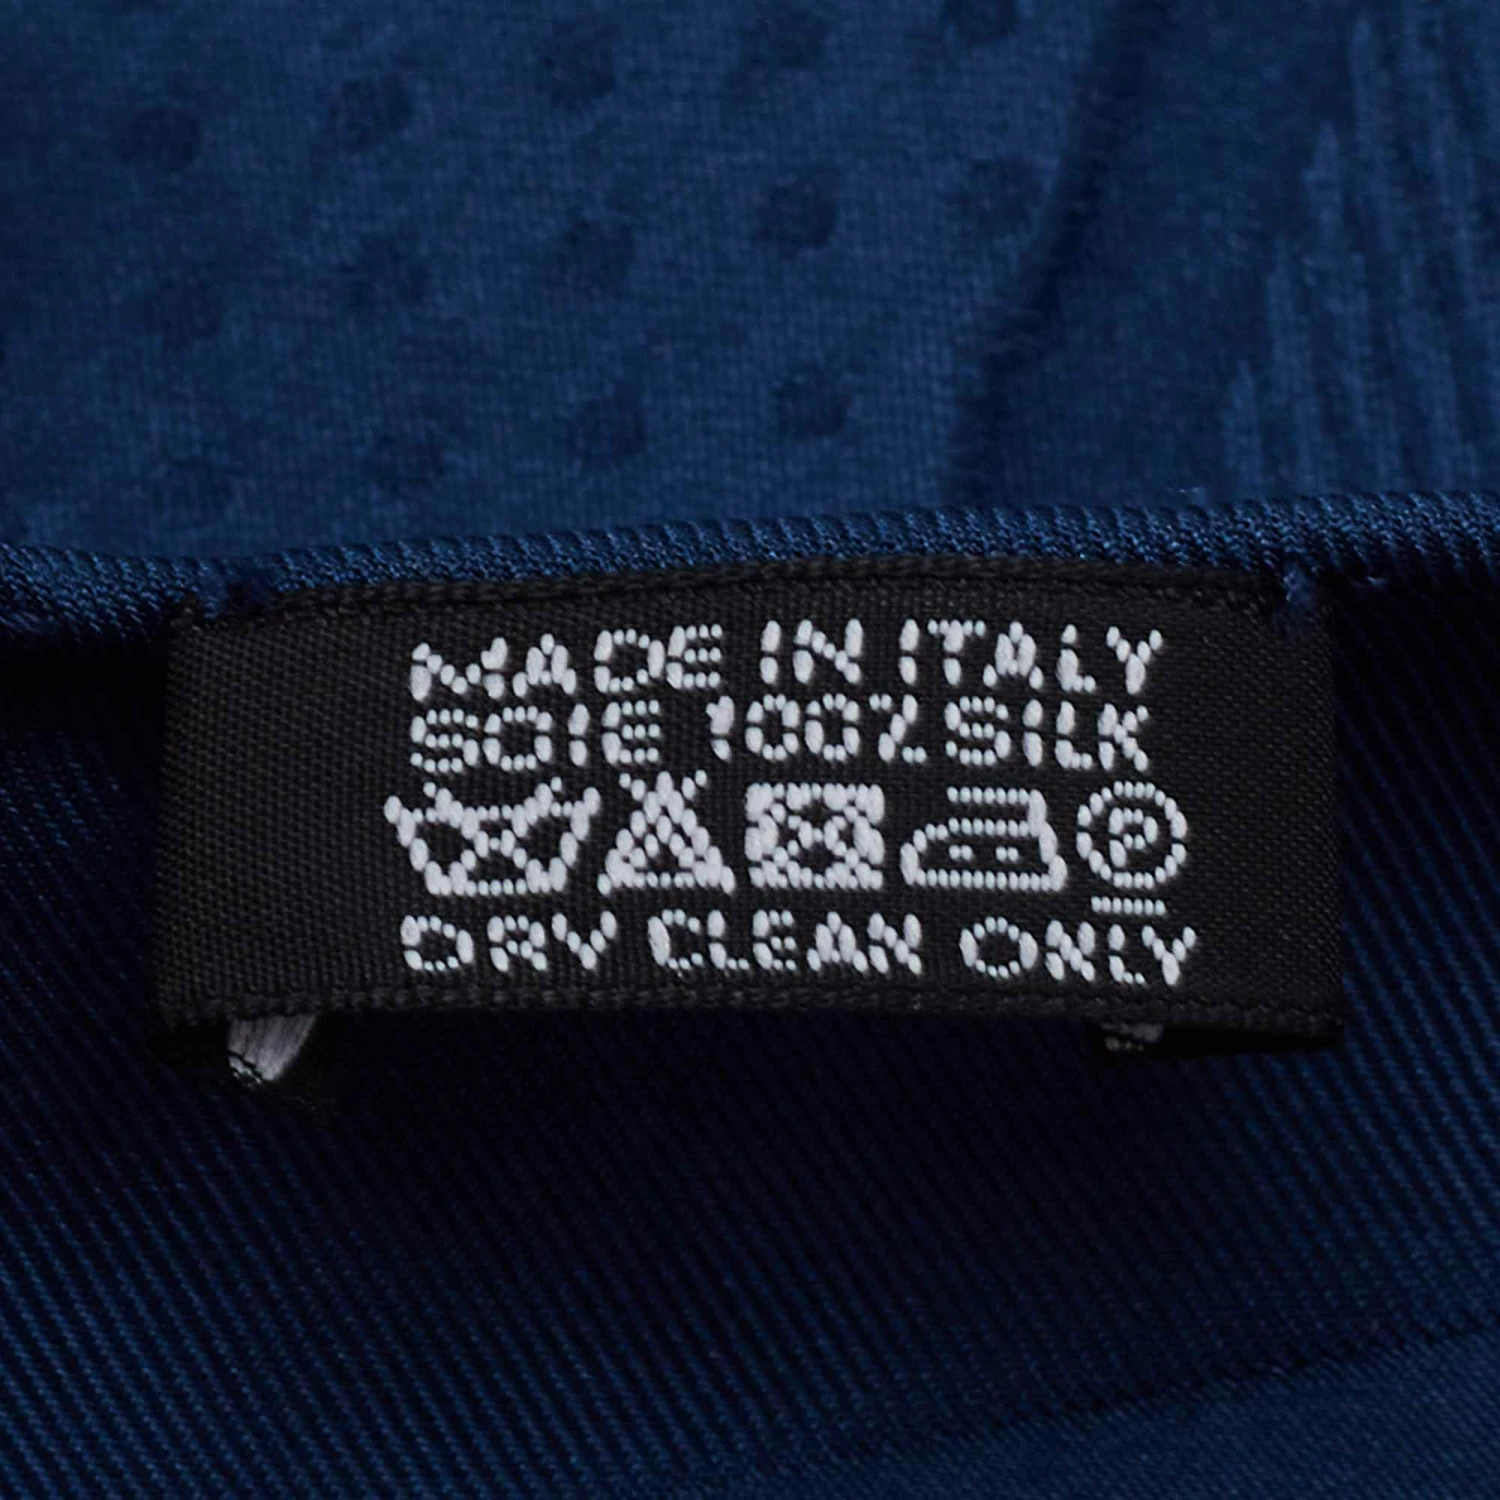 MADE IN ITALY
SOIE 100% SILK
P
DRY CLEAN ONLY